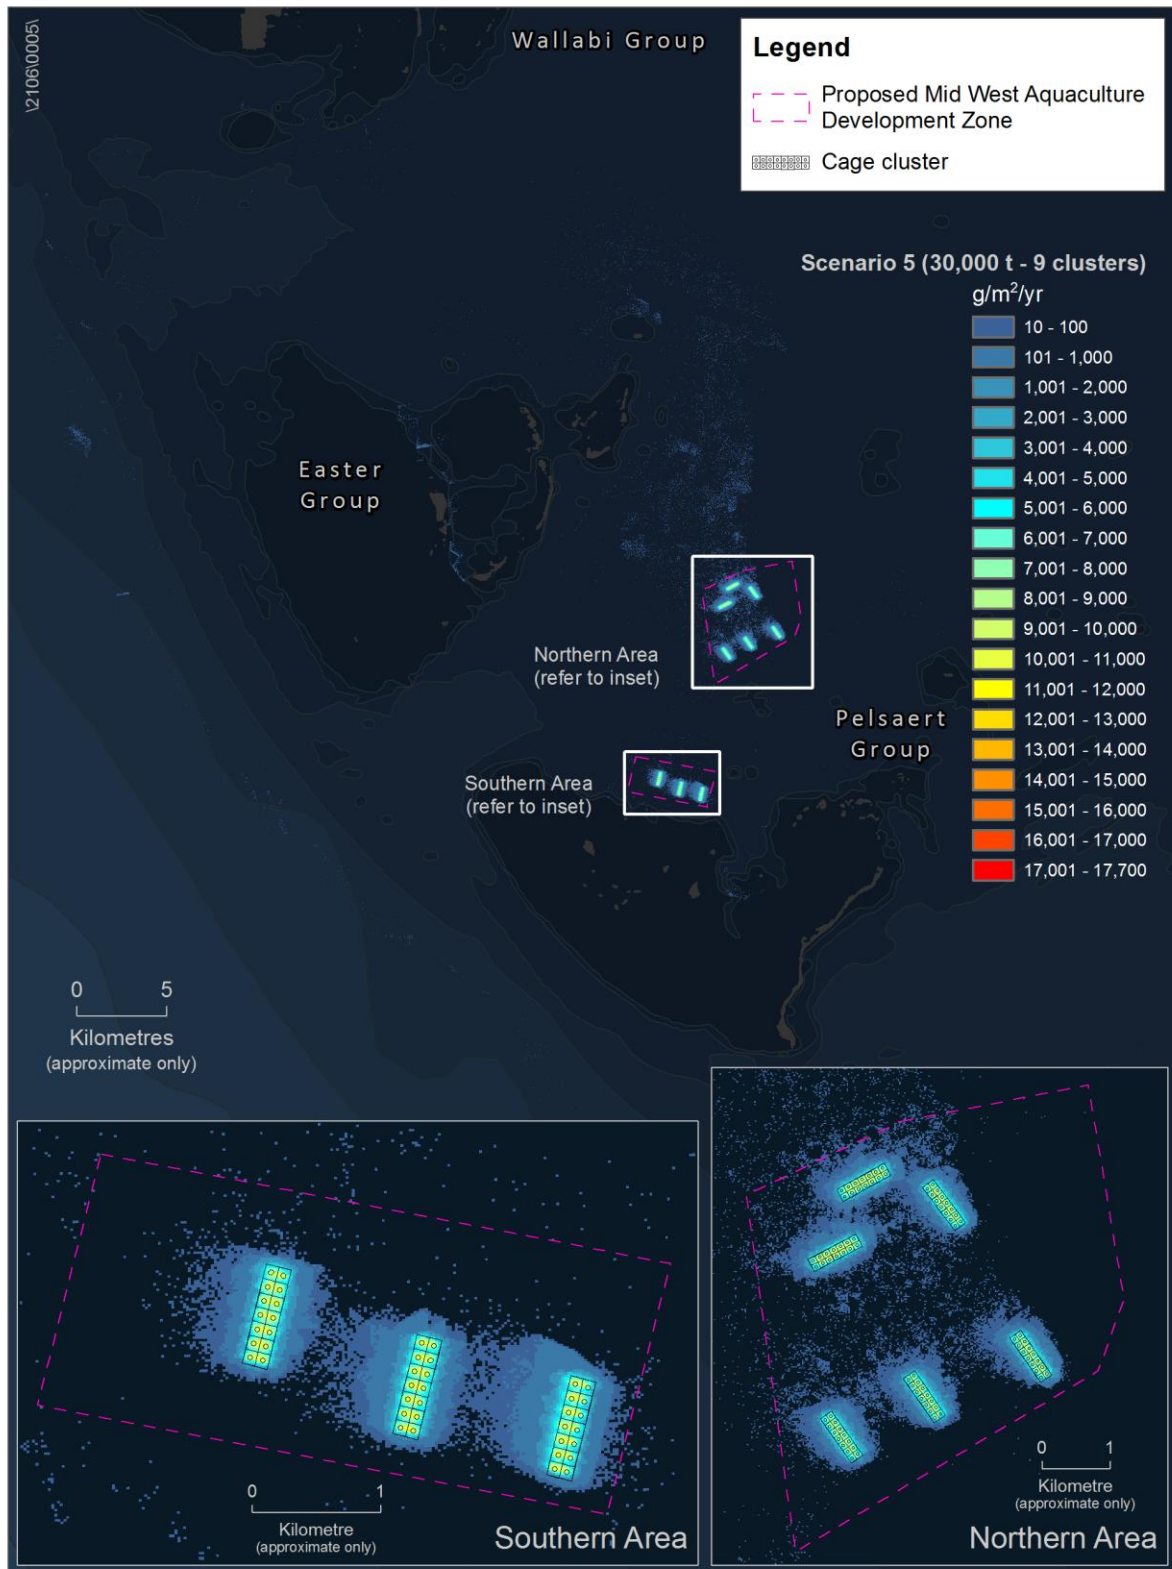 \2106\0005\
Wallabi Group
Legend
Proposed Mid West Aquaculture
Development Zone
Cage cluster
Scenario 5 (30,000 t - 9 clusters)
g/m²/yr
10 - 100
101 - 1,000
1,001 - 2,000
2,001 - 3,000
3,001 - 4,000
4,001 - 5,000
5,001 - 6,000
6,001 - 7,000
7,001 - 8,000
8,001 - 9,000
9,001 - 10,000
10,001 - 11,000
11,001 - 12,000
12,001 - 13,000
13,001 - 14,000
14,001 - 15,000
15,001 - 16,000
16,001 - 17,000
17,001 - 17,700
Easter
Group
Northern Area
(refer to inset)
Pelsaert
Group
Southern Area
(refer to inset)
0 5
Kilometres
(approximate only)
0 1
Kilometre
(approximate only)
Southern Area
0 1
Kilometre
(approximate only)
Northern Area